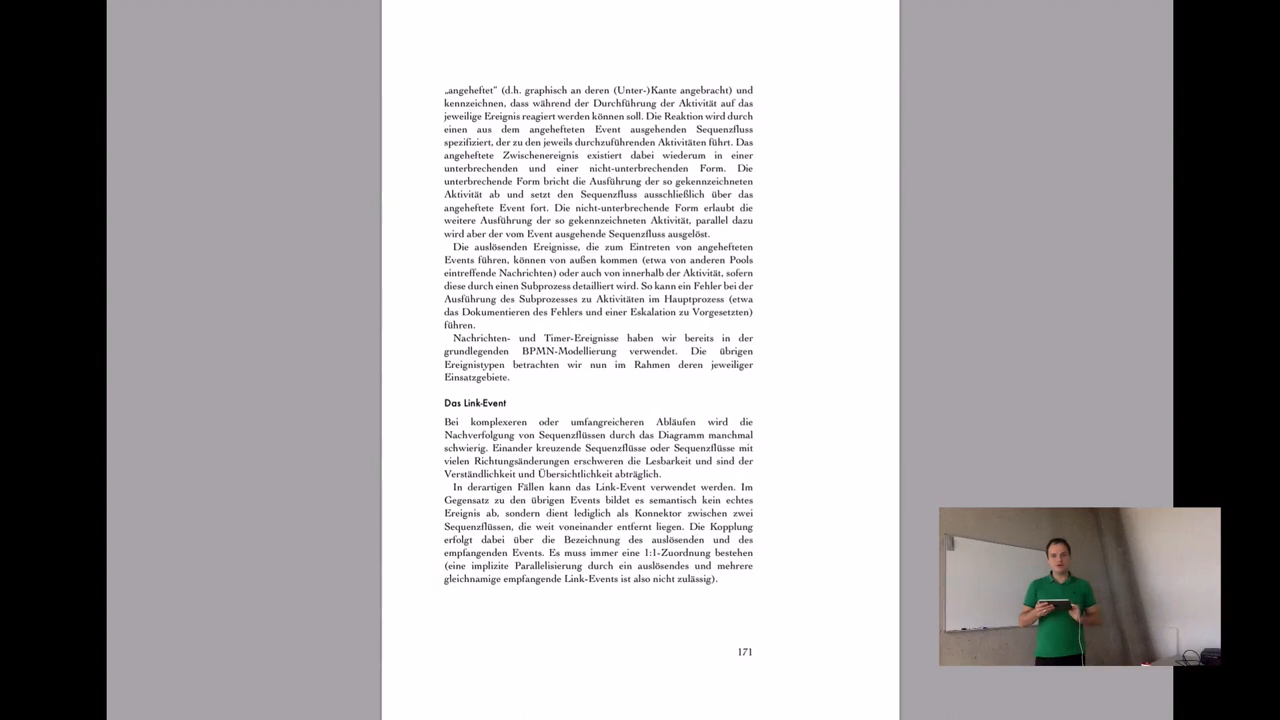 „angeheftet“ (d.h. graphisch an deren (Unter-)Kante angebracht) und
kennzeichnen, dass während der Durchführung der Aktivität auf das
jeweilige Ereignis reagiert werden können soll. Die Reaktion wird durch
einen aus dem angehefteten Event ausgehenden Sequenzfluss
spezifiziert, der zu den jeweils durchzuführenden Aktivitäten führt. Das
angeheftete Zwischenereignis existiert dabei wiederum in einer
unterbrechenden und einer nicht-unterbrechenden Form. Die
unterbrechende Form bricht die Ausführung der so gekennzeichneten
Aktivität ab und setzt den Sequenzfluss ausschließlich über das
angeheftete Event fort. Die nicht-unterbrechende Form erlaubt die
weitere Ausführung der so gekennzeichneten Aktivität, parallel dazu
wird aber der vom Event ausgehende Sequenzfluss ausgelöst.
Die auslösenden Ereignisse, die zum Eintreten von angehefteten
Events führen, können von außen kommen (etwa von anderen Pools
eintreffende Nachrichten) oder auch von innerhalb der Aktivität, sofern
diese durch einen Subprozess detailliert wird. So kann ein Fehler bei der
Ausführung des Subprozesses zu Aktivitäten im Hauptprozess (etwa
das Dokumentieren des Fehlers und einer Eskalation zu Vorgesetzten)
führen.
Nachrichten- und Timer-Ereignisse haben wir bereits in der
grundlegenden BPMN-Modellierung verwendet. Die übrigen
Ereignistypen betrachten wir nun im Rahmen deren jeweiliger
Einsatzgebiete.
Das Link-Event
Bei komplexeren oder umfangreicheren Abläufen wird die
Nachverfolgung von Sequenzflüssen durch das Diagramm manchmal
schwierig. Einander kreuzende Sequenzflüsse oder Sequenzflüsse mit
vielen Richtungsänderungen erschweren die Lesbarkeit und sind der
Verständlichkeit und Übersichtlichkeit abträglich.
In derartigen Fällen kann das Link-Event verwendet werden. Im
Gegensatz zu den übrigen Events bildet es semantisch kein echtes
Ereignis ab, sondern dient lediglich als Konnektor zwischen zwei
Sequenzflüssen, die weit voneinander entfernt liegen. Die Kopplung
erfolgt dabei über die Bezeichnung des auslösenden und des
empfangenden Events. Es muss immer eine 1:1-Zuordnung bestehen
(eine implizite Parallelisierung durch ein auslösendes und mehrere
gleichnamige empfangende Link-Events ist also nicht zulässig).
171